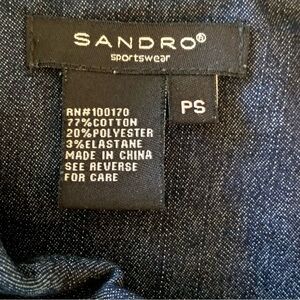 SANDRO®
sportswear
PS
RN#100170
77%COTTON
20%POLYESTER
3%ELASTANE
MADE IN CHINA
SEE REVERSE
FOR CARE